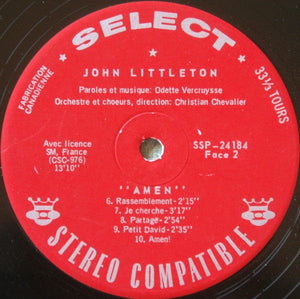 SELECT
FABRICATION
CANADIENNE
33⅓ TOURS
JOHN LITTLETON
Paroles et musique: Odette Vercruysse
Orchestre et choeurs, direction: Christian Chevalier
Avec licence
SM, France
(CSC-976)
13'10"
SSP-24184
Face 2
"AMEN"
6. Rassemblement-2'15"
7. Je cherche-3'17"
8. Partage-2'54"
9. Petit David-2'35"
10. Amen!
STEREO COMPATIBLE